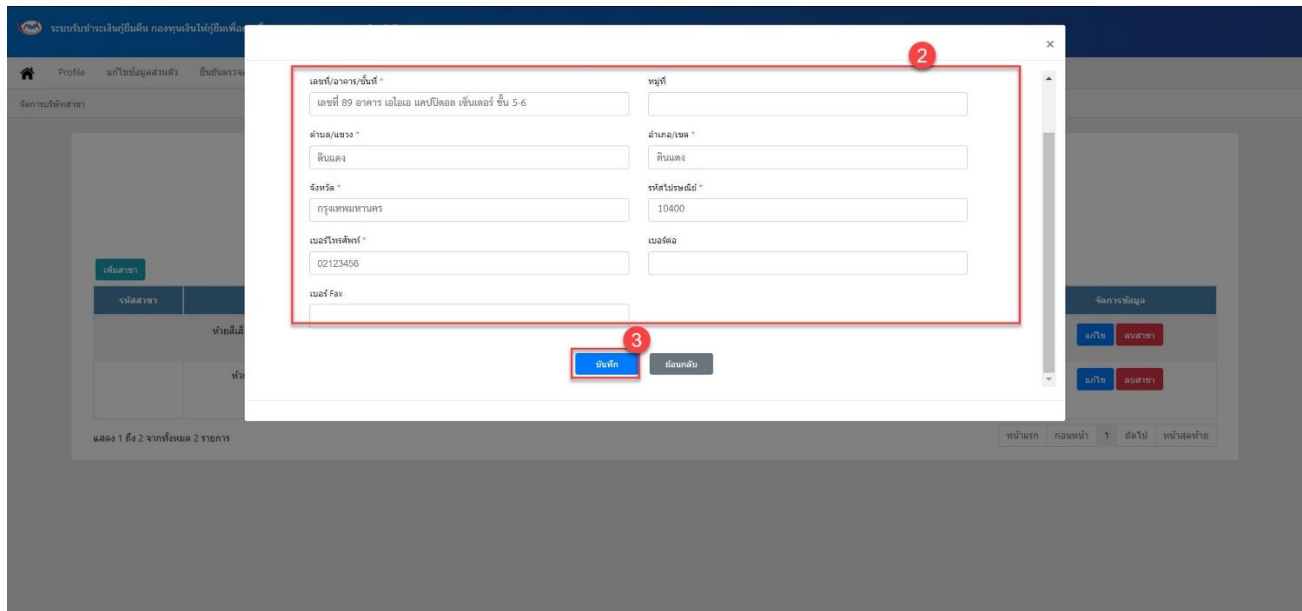 ระบบรับชำระเงินกู้ยืมคืน กองทุนเงินให้กู้ยืมเพื่อ
×
2
Profile แก้ไขข้อมูลส่วนตัว
จัดการบริษัทสาขา
เลขที่/อาคาร/ชั้นที่ * หมู่ที่
เลขที่ 89 อาคาร เอไอเอ แคปปิตอล เซ็นเตอร์ ชั้น 5-6
ตำบล/แขวง * อำเภอ/เขต *
ดินแดง ดินแดง
จังหวัด * รหัสไปรษณีย์ *
กรุงเทพมหานคร 10400
เบอร์โทรศัพท์ * เบอร์ต่อ
02123456
เบอร์ Fax
เพิ่มสาขา
รหัสสาขา จัดการข้อมูล
แก้ไข ลบสาขา
3
บันทึก ย้อนกลับ
แก้ไข ลบสาขา
แสดง 1 ถึง 2 จากทั้งหมด 2 รายการ
หน้าแรก ก่อนหน้า 1 ถัดไป หน้าสุดท้าย